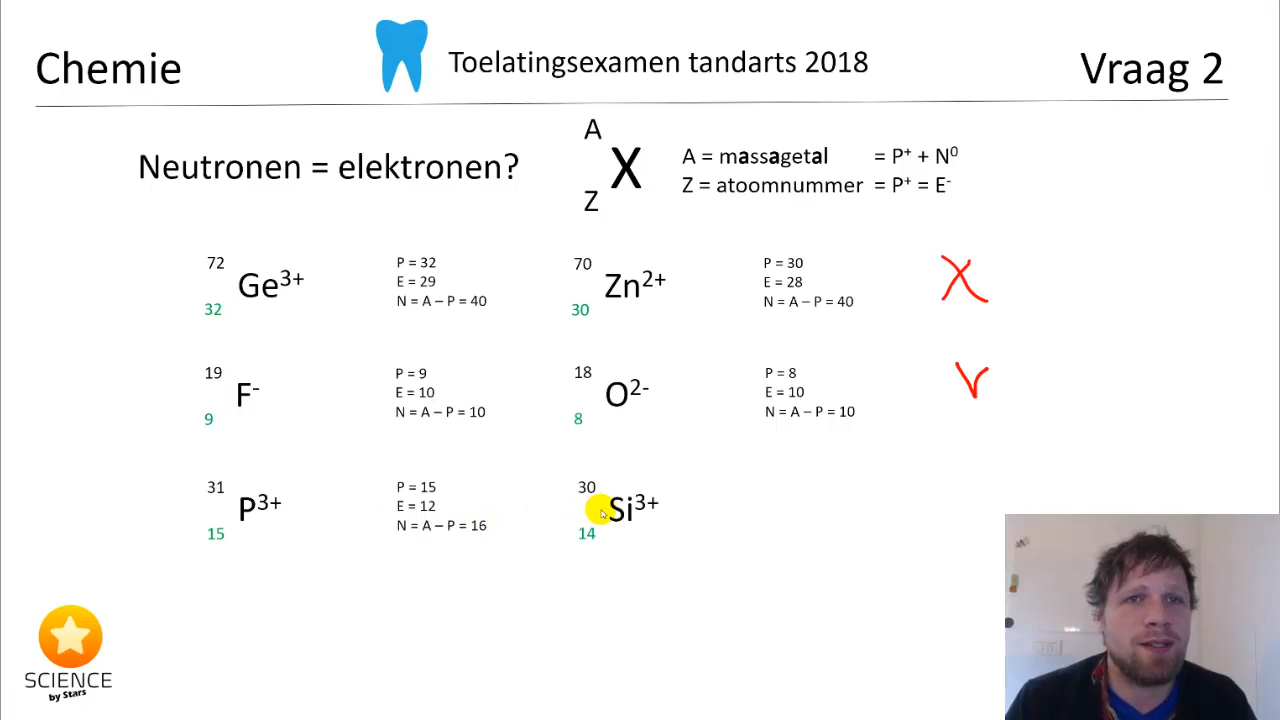 Chemie
Toelatingsexamen tandarts 2018
Vraag 2
Neutronen = elektronen?
A
X
Z
A = massagetal = P⁺ + N⁰
Z = atoomnummer = P⁺ = E⁻
72
Ge³⁺
32
P = 32
E = 29
N = A – P = 40
70
Zn²⁺
30
P = 30
E = 28
N = A – P = 40
X
19
F⁻
9
P = 9
E = 10
N = A – P = 10
18
O²⁻
8
P = 8
E = 10
N = A – P = 10
V
31
P³⁺
15
P = 15
E = 12
N = A – P = 16
30
Si³⁺
14
SCIENCE
by Stars